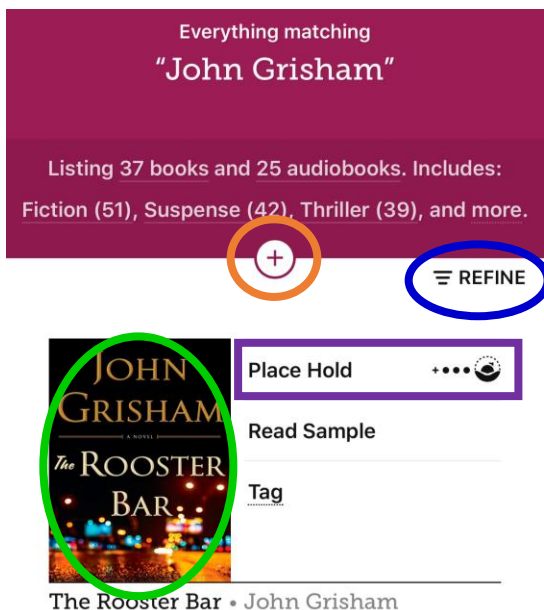 Everything matching
“John Grisham”
Listing 37 books and 25 audiobooks. Includes:
Fiction (51), Suspense (42), Thriller (39), and more.
+
REFINE
JOHN
GRISHAM
A NOVEL
The ROOSTER
BAR
Place Hold
Read Sample
Tag
The Rooster Bar • John Grisham